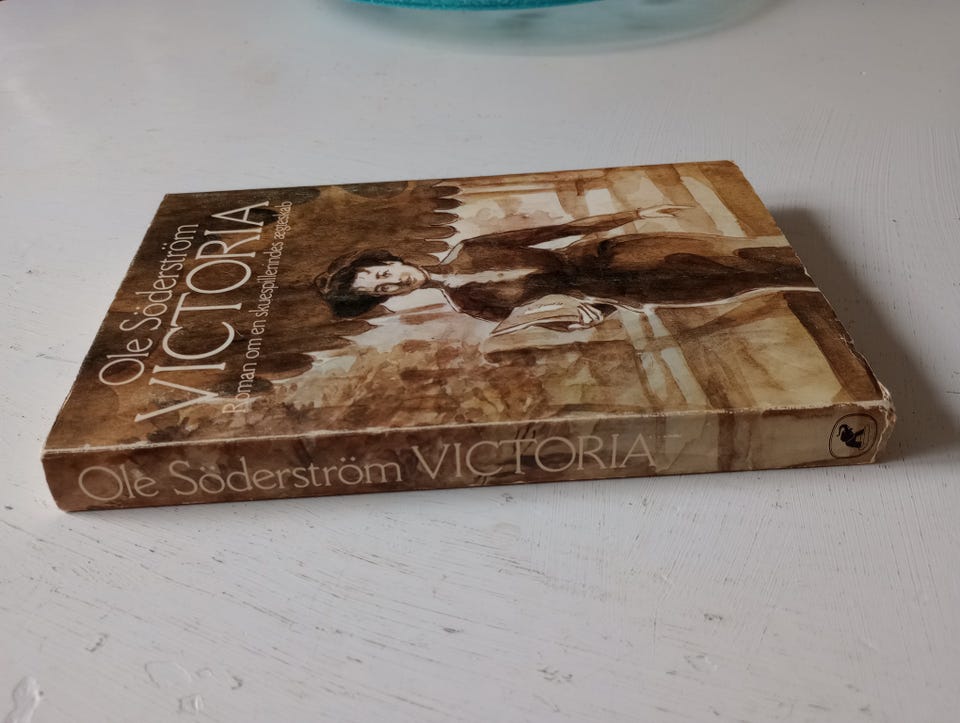 Ole Söderström
VICTORIA
Roman om en skuespillerindes ægteskab
Ole Söderström VICTORIA